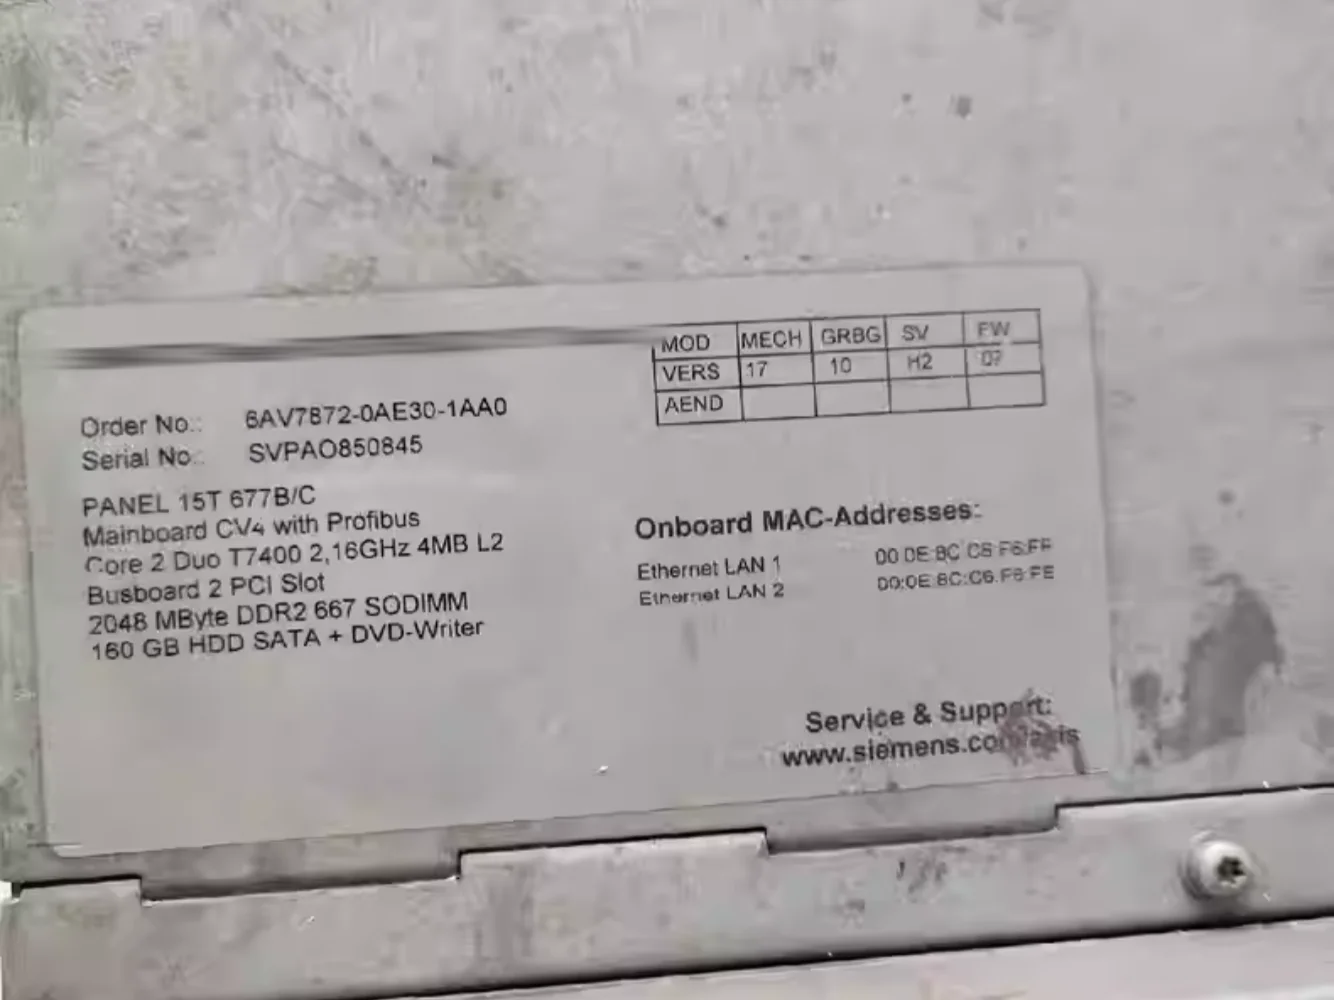 MOD MECH GRBG SV FW
VERS 17 10 H2
AEND
Order No.: 6AV7872-0AE30-1AA0
Serial No.: SVPAO850845
PANEL 15T 677B/C
Mainboard CV4 with Profibus
Core 2 Duo T7400 2,16GHz 4MB L2
Busboard 2 PCI Slot
2048 MByte DDR2 667 SODIMM
160 GB HDD SATA + DVD-Writer
Onboard MAC-Addresses:
Ethernet LAN 1
Ethernet LAN 2
Service & Support: